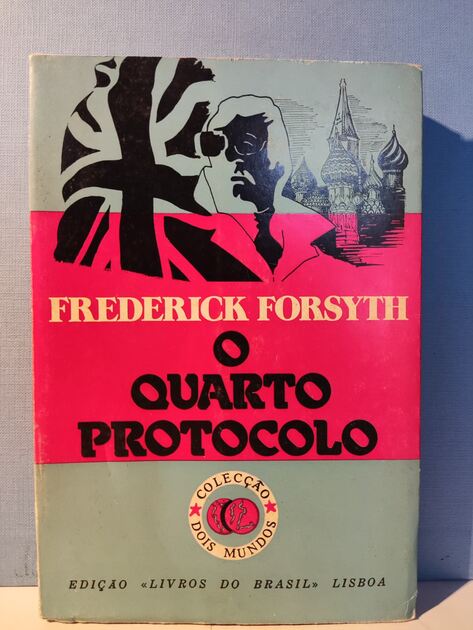 FREDERICK FORSYTH
O
QUARTO
PROTOCOLO
COLECÇÃO
DOIS MUNDOS
EDIÇÃO «LIVROS DO BRASIL» LISBOA